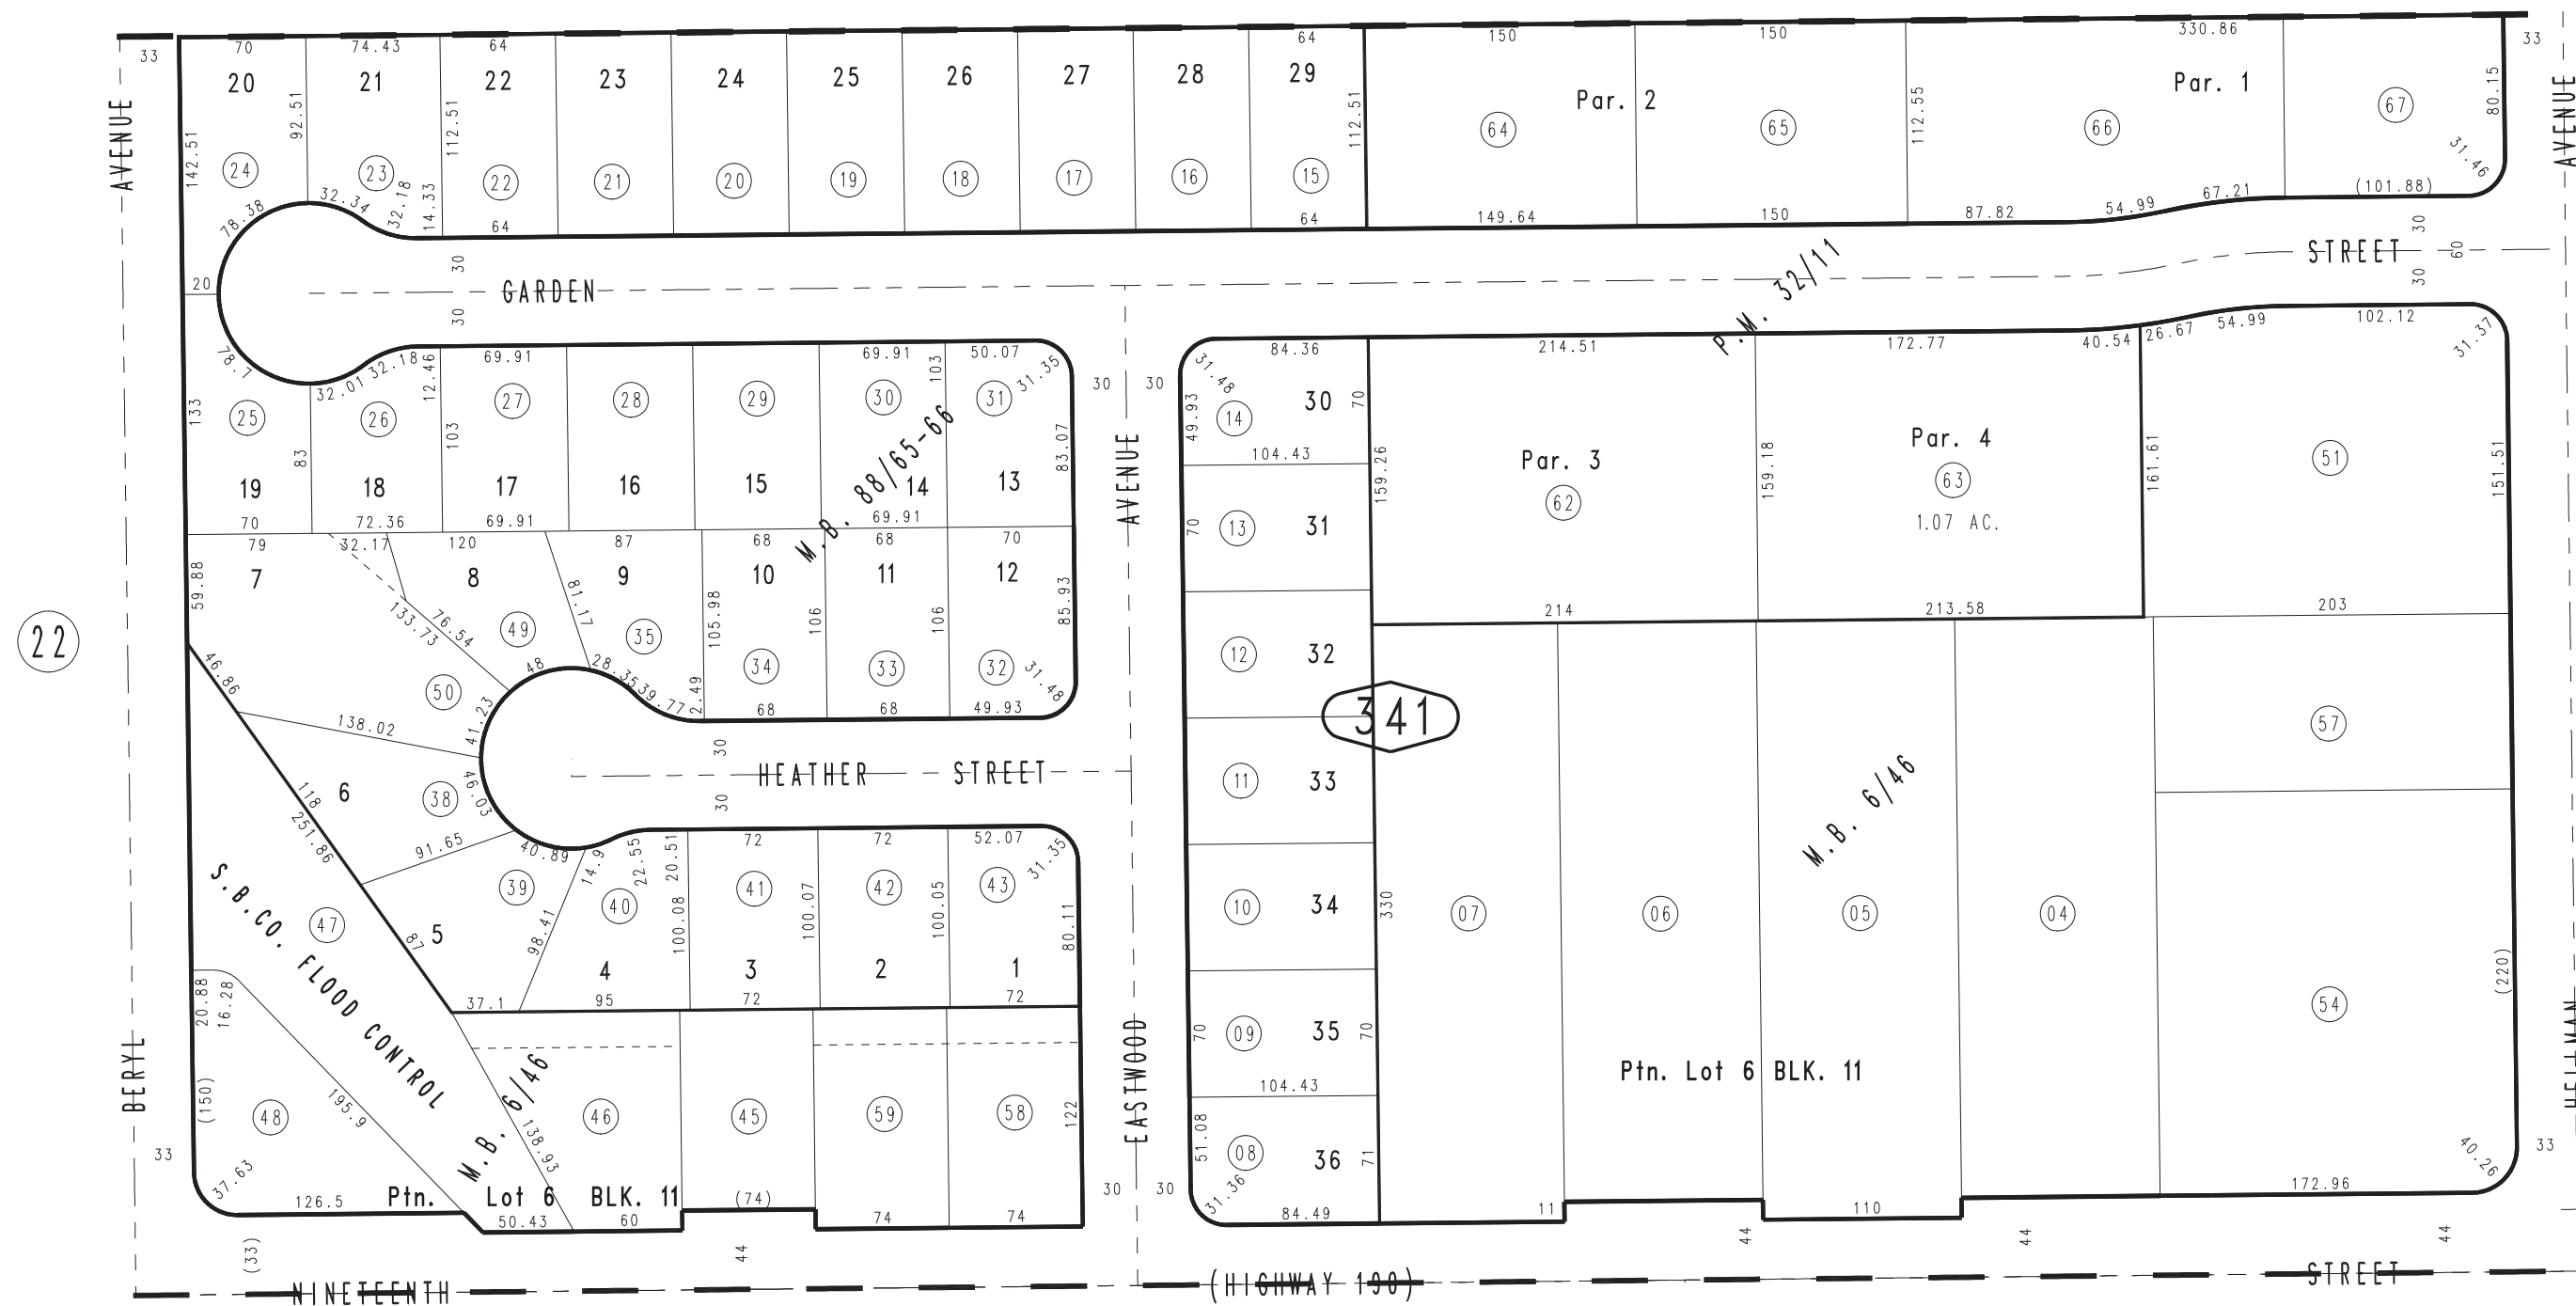 33 70 74.43 64 64 150 150 330.86 33
20 21 22 23 24 25 26 27 28 29 Par. 2 Par. 1
AVENUE 142.51 92.51 112.51 112.51 112.55 80.15 AVENUE
24 23 22 21 20 19 18 17 16 15 64 65 66 67
78.38 32.34 32.18 14.33 64 64 149.64 150 87.82 54.99 67.21 (101.88) 31.46
20 30 GARDEN 30 P.M. 32/11 STREET 30 60 30
78.7 32.01 32.18 12.46 69.91 69.91 103 50.07 31.35 30 30 31.48 84.36 214.51 172.77 40.54 26.67 54.99 102.12 31.37
133 25 26 27 28 29 30 31 49.93 14 30 70
83 103 83.07 AVENUE 104.43 159.26 Par. 3 159.18 Par. 4 161.61 51 151.51
19 18 17 16 15 14 13 62 63
M.B. 88/65-66
70 72.36 69.91 69.91 70 13 31 1.07 AC.
79 32.17 120 87 68 68 70
7 8 9 10 11 12
59.88 133.73 76.54 81.17 105.98 106 106 85.93
49 35 34 33 32 31.48 12 32 214 213.58 203
22
46.86 50 48 28.35 39.77 2.49 68 68 49.93
138.02 41.23 30 341 57
HEATHER STREET
118 6 38 46.03 30 11 33 M.B. 6/46
251.86 91.65 40.89 14.9 22.55 20.51 72 72 52.07 31.35
S.B.CO. FLOOD CONTROL
47 87 5 39 98.41 40 100.08 41 100.07 42 100.05 43 80.11 10 34 330 07 06 05 04
4 3 2 1
20.88 16.28 37.1 95 72 72 (220) 54
70 09 35 70
BERYL EASTWOOD HELLMAN
Ptn. Lot 6 BLK. 11
104.43
(150) 48 195.9 M.B. 6/46 138.93 46 45 59 58 122
33 51.08 08 36 71 40.26 33
37.63 126.5 Ptn. Lot 6 BLK. 11 (74) 30 30 31.36 172.96
50.43 60 74 74 84.49 11 110
(33) 44 44 44 44
NINETEENTH (HIGHWAY 190) STREET